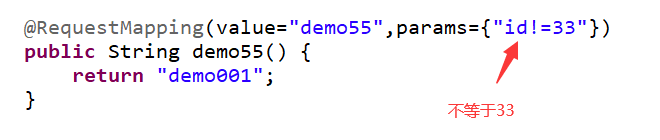 @RequestMapping(value="demo55",params={"id!=33"})
public String demo55() {
    return "demo001";
}
不等于33